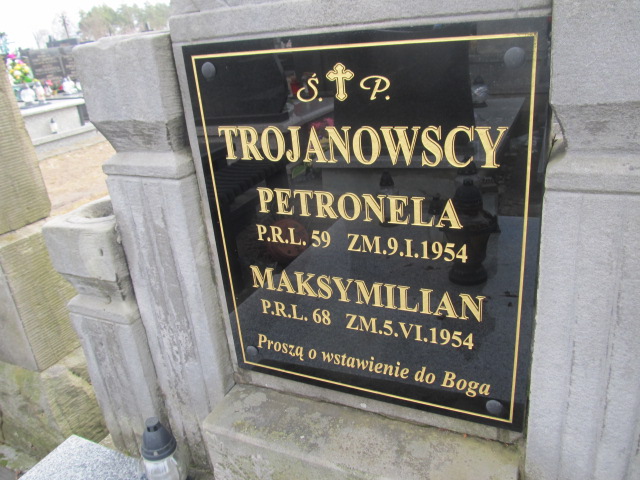 Ś. P.
TROJANOWSCY
PETRONELA
P.R.L. 59 ZM.9.I.1954
MAKSYMILIAN
P.R.L. 68 ZM.5.VI.1954
Proszą o wstawienie do Boga